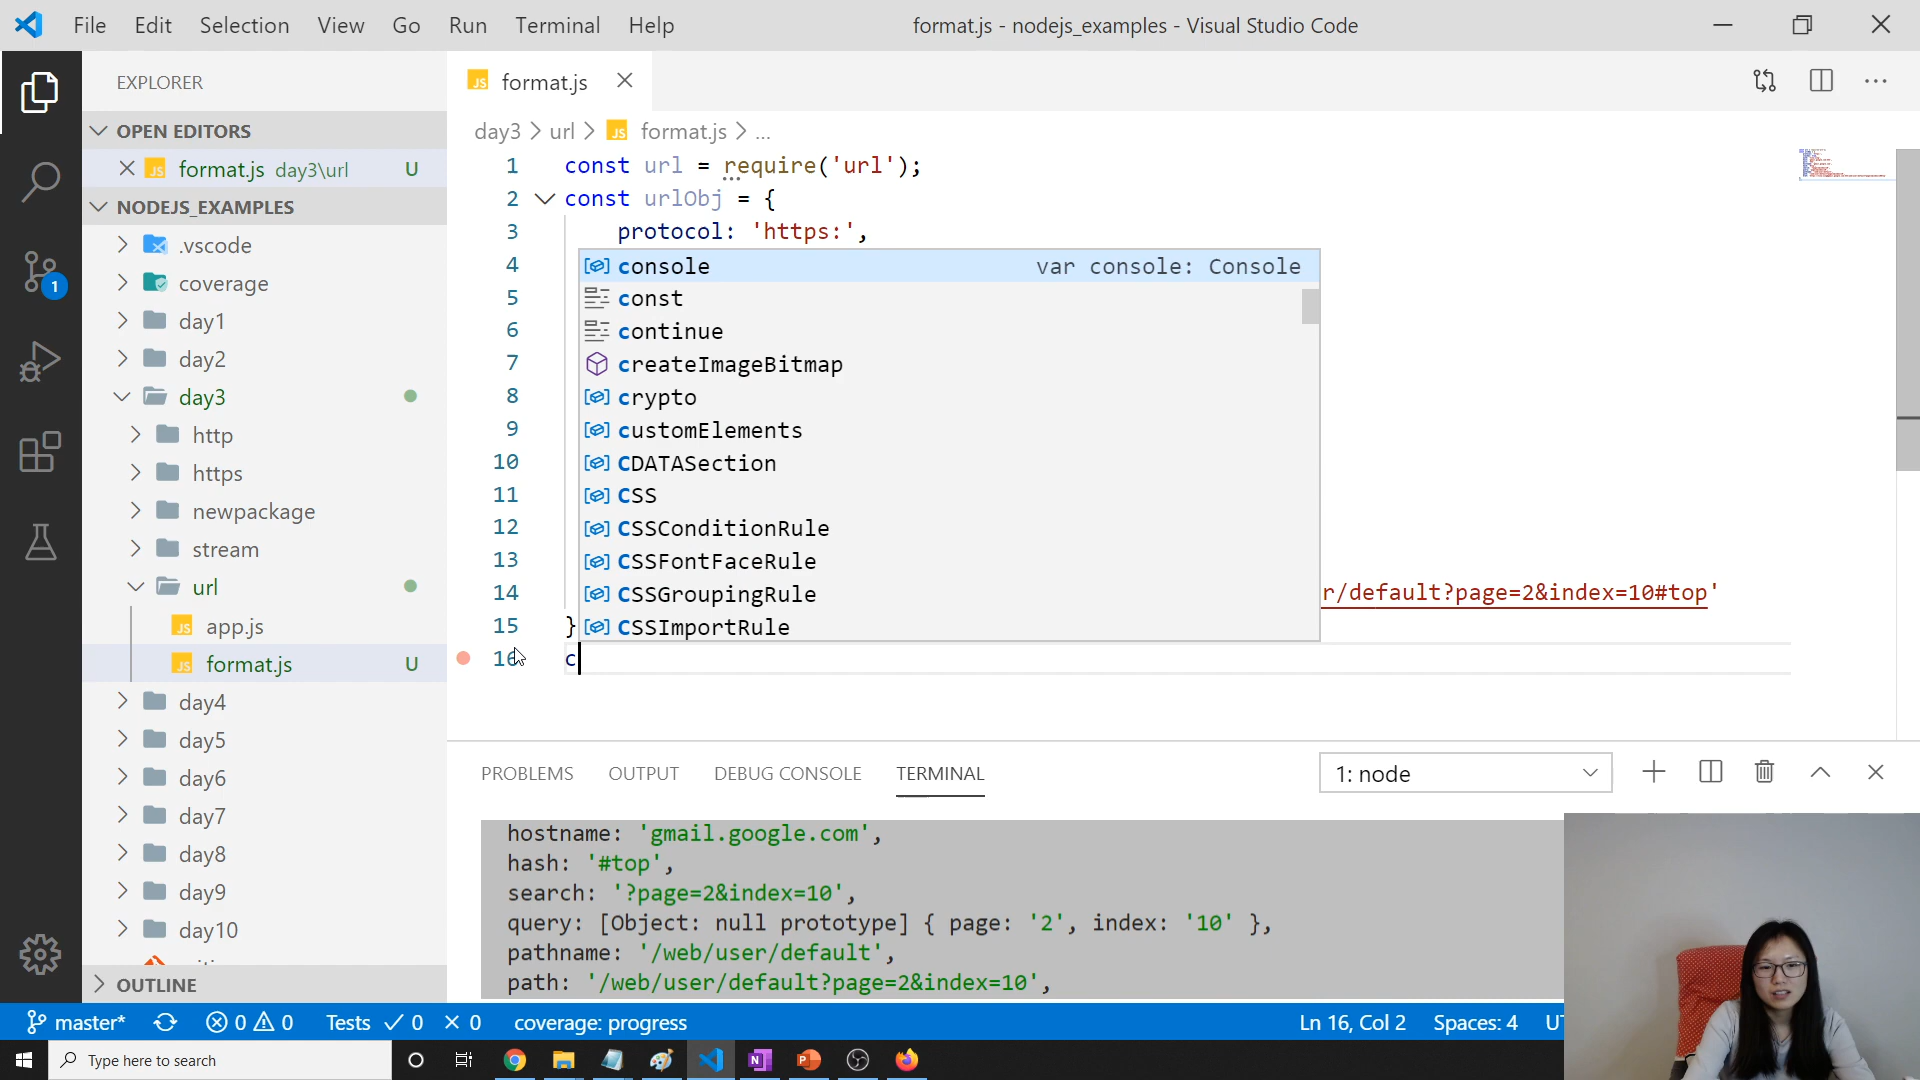 File Edit Selection View Go Run Terminal Help
format.js - nodejs_examples - Visual Studio Code
EXPLORER
OPEN EDITORS
format.js day3\url U
NODEJS_EXAMPLES
.vscode
coverage
day1
day2
day3
http
https
newpackage
stream
url
app.js
format.js U
day4
day5
day6
day7
day8
day9
day10
OUTLINE
format.js
day3 > url > format.js > ...
1 const url = require('url');
2 const urlObj = {
3 protocol: 'https:',
4 console var console: Console
5 const
6 continue
7 createImageBitmap
8 crypto
9 customElements
10 CDATASection
11 CSS
12 CSSConditionRule
13 CSSFontFaceRule
14 CSSGroupingRule r/default?page=2&index=10#top'
15 } CSSImportRule
16 c
PROBLEMS OUTPUT DEBUG CONSOLE TERMINAL 1: node
hostname: 'gmail.google.com',
hash: '#top',
search: '?page=2&index=10',
query: [Object: null prototype] { page: '2', index: '10' },
pathname: '/web/user/default',
path: '/web/user/default?page=2&index=10',
master* 0 0 Tests 0 0 coverage: progress Ln 16, Col 2 Spaces: 4
Type here to search